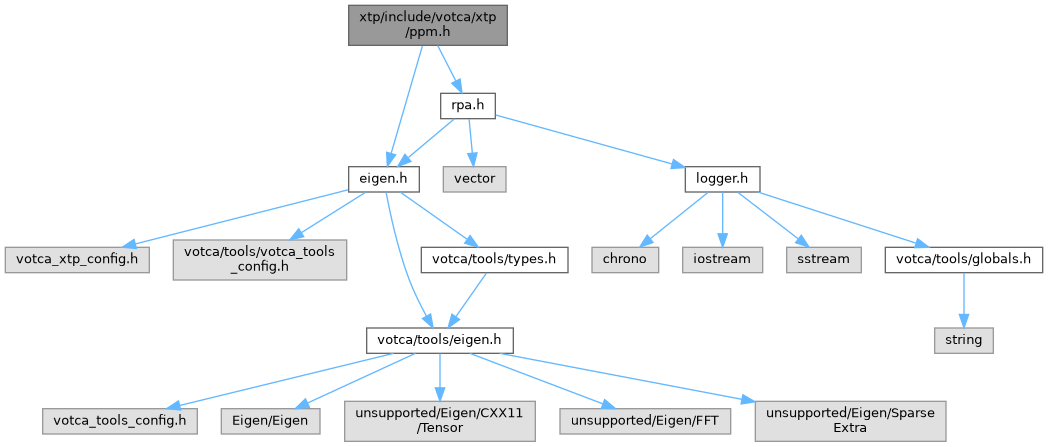 xtp/include/votca/xtp
/ppm.h
rpa.h
eigen.h
vector
logger.h
votca_xtp_config.h
votca/tools/votca_tools
_config.h
votca/tools/types.h
chrono
iostream
sstream
votca/tools/globals.h
votca/tools/eigen.h
string
votca_tools_config.h
Eigen/Eigen
unsupported/Eigen/CXX11
/Tensor
unsupported/Eigen/FFT
unsupported/Eigen/Sparse
Extra